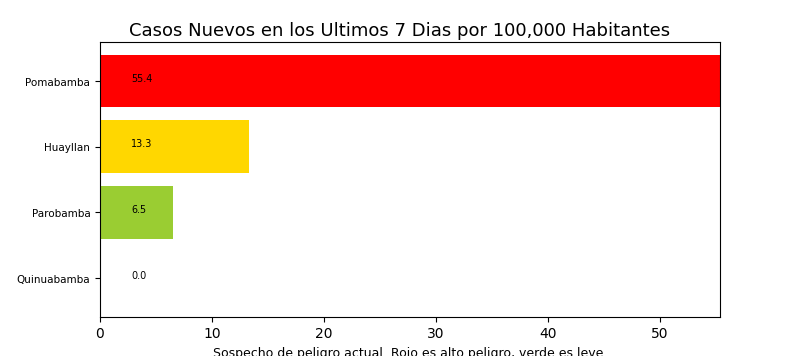 Casos Nuevos en los Ultimos 7 Dias por 100,000 Habitantes
Pomabamba 55.4
Huayllan 13.3
Parobamba 6.5
Quinuabamba 0.0
0 10 20 30 40 50
Sospecho de peligro actual. Rojo es alto peligro, verde es leve